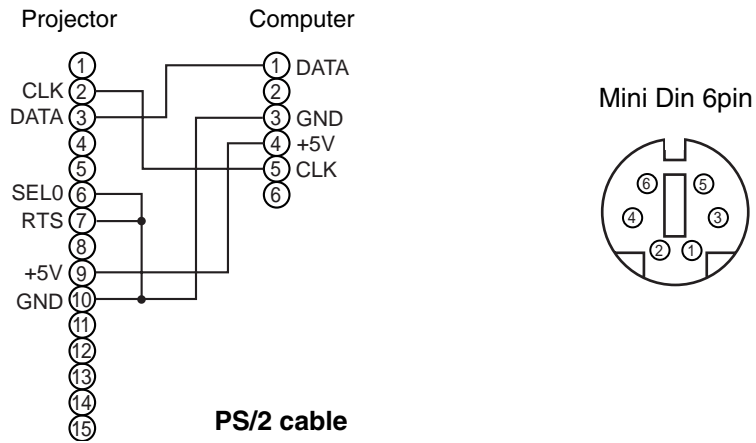 Projector Computer
1 1 DATA
CLK 2 2
DATA 3 3 GND
4 4 +5V
5 5 CLK
SEL0 6 6
RTS 7
8
+5V 9
GND 10
11
12
13
14
15
PS/2 cable
Mini Din 6pin
6 5
4 3
2 1